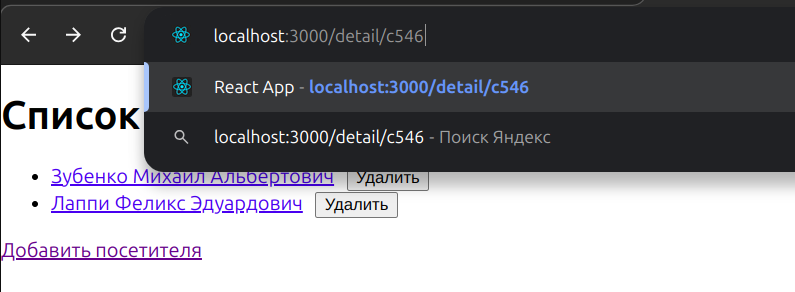 localhost:3000/detail/c546
React App - localhost:3000/detail/c546
localhost:3000/detail/c546 - Поиск Яндекс
Список
Зубенко Михаил Альбертович Удалить
Лаппи Феликс Эдуардович Удалить
Добавить посетителя